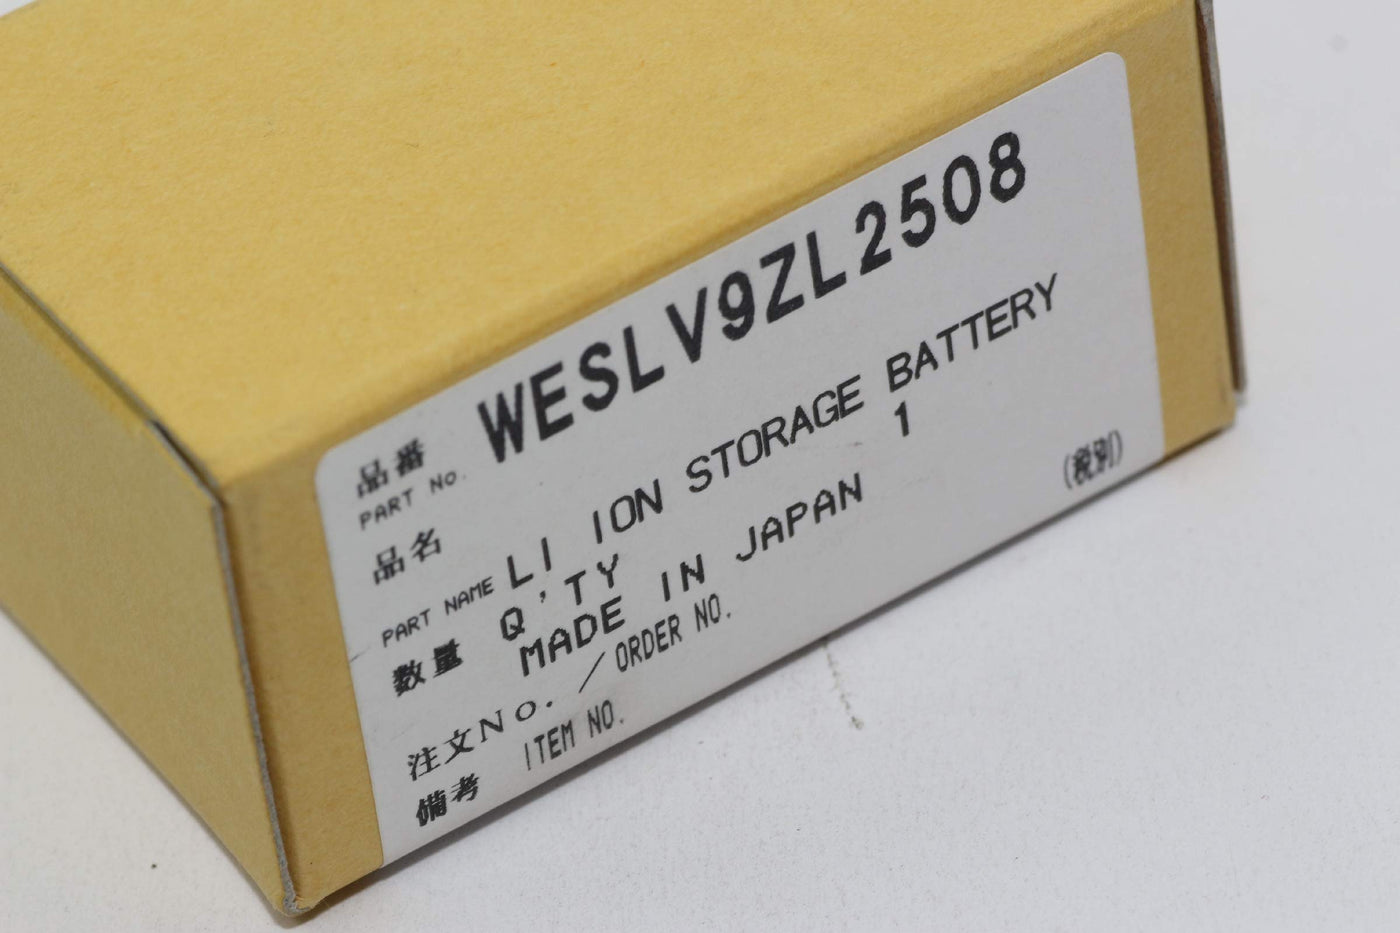 品番 WESLV9ZL2508
PART No.
品名
PART NAME LI ION STORAGE BATTERY
数量 Q'TY 1
MADE IN JAPAN
注文No. /ORDER NO. (税別)
備考 ITEM NO.